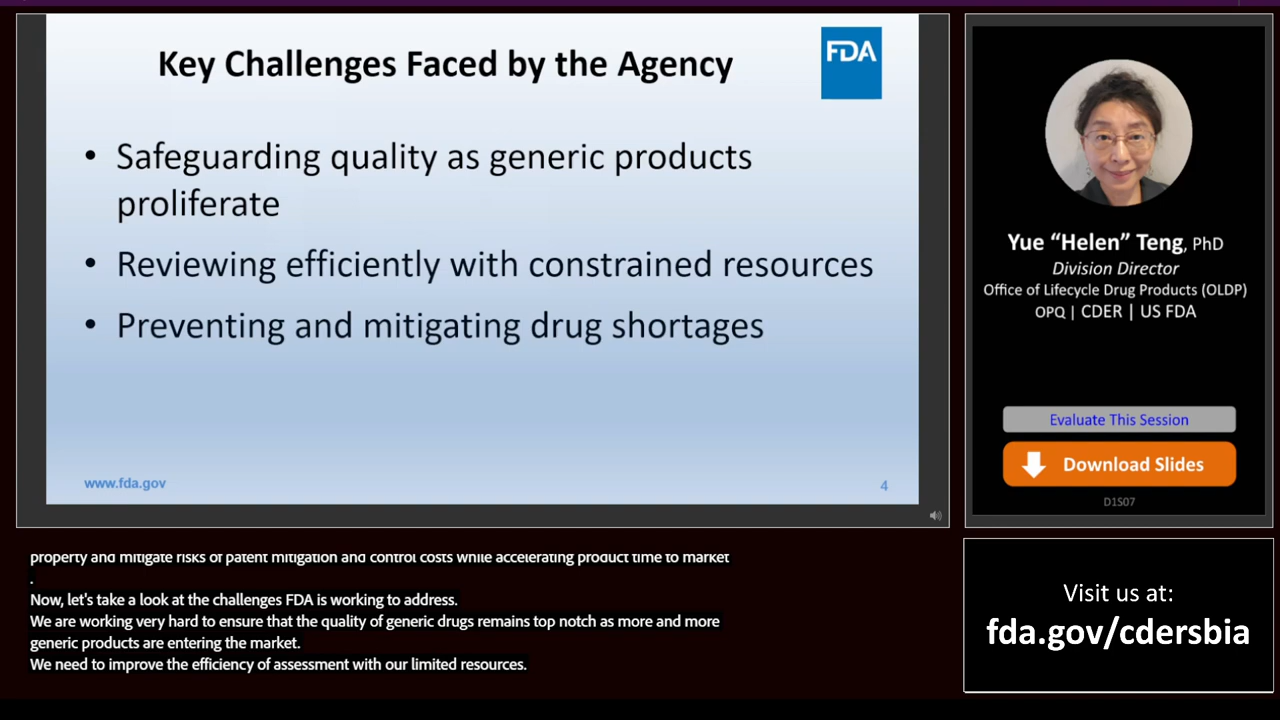 Key Challenges Faced by the Agency
FDA
• Safeguarding quality as generic products
proliferate
• Reviewing efficiently with constrained resources
• Preventing and mitigating drug shortages
www.fda.gov
4
Yue “Helen” Teng, PhD
Division Director
Office of Lifecycle Drug Products (OLDP)
OPQ | CDER | US FDA
Evaluate This Session
Download Slides
D1S07
property and mitigate risks of patent mitigation and control costs while accelerating product time to market
.
Now, let's take a look at the challenges FDA is working to address.
We are working very hard to ensure that the quality of generic drugs remains top notch as more and more
generic products are entering the market.
We need to improve the efficiency of assessment with our limited resources.
Visit us at:
fda.gov/cdersbia